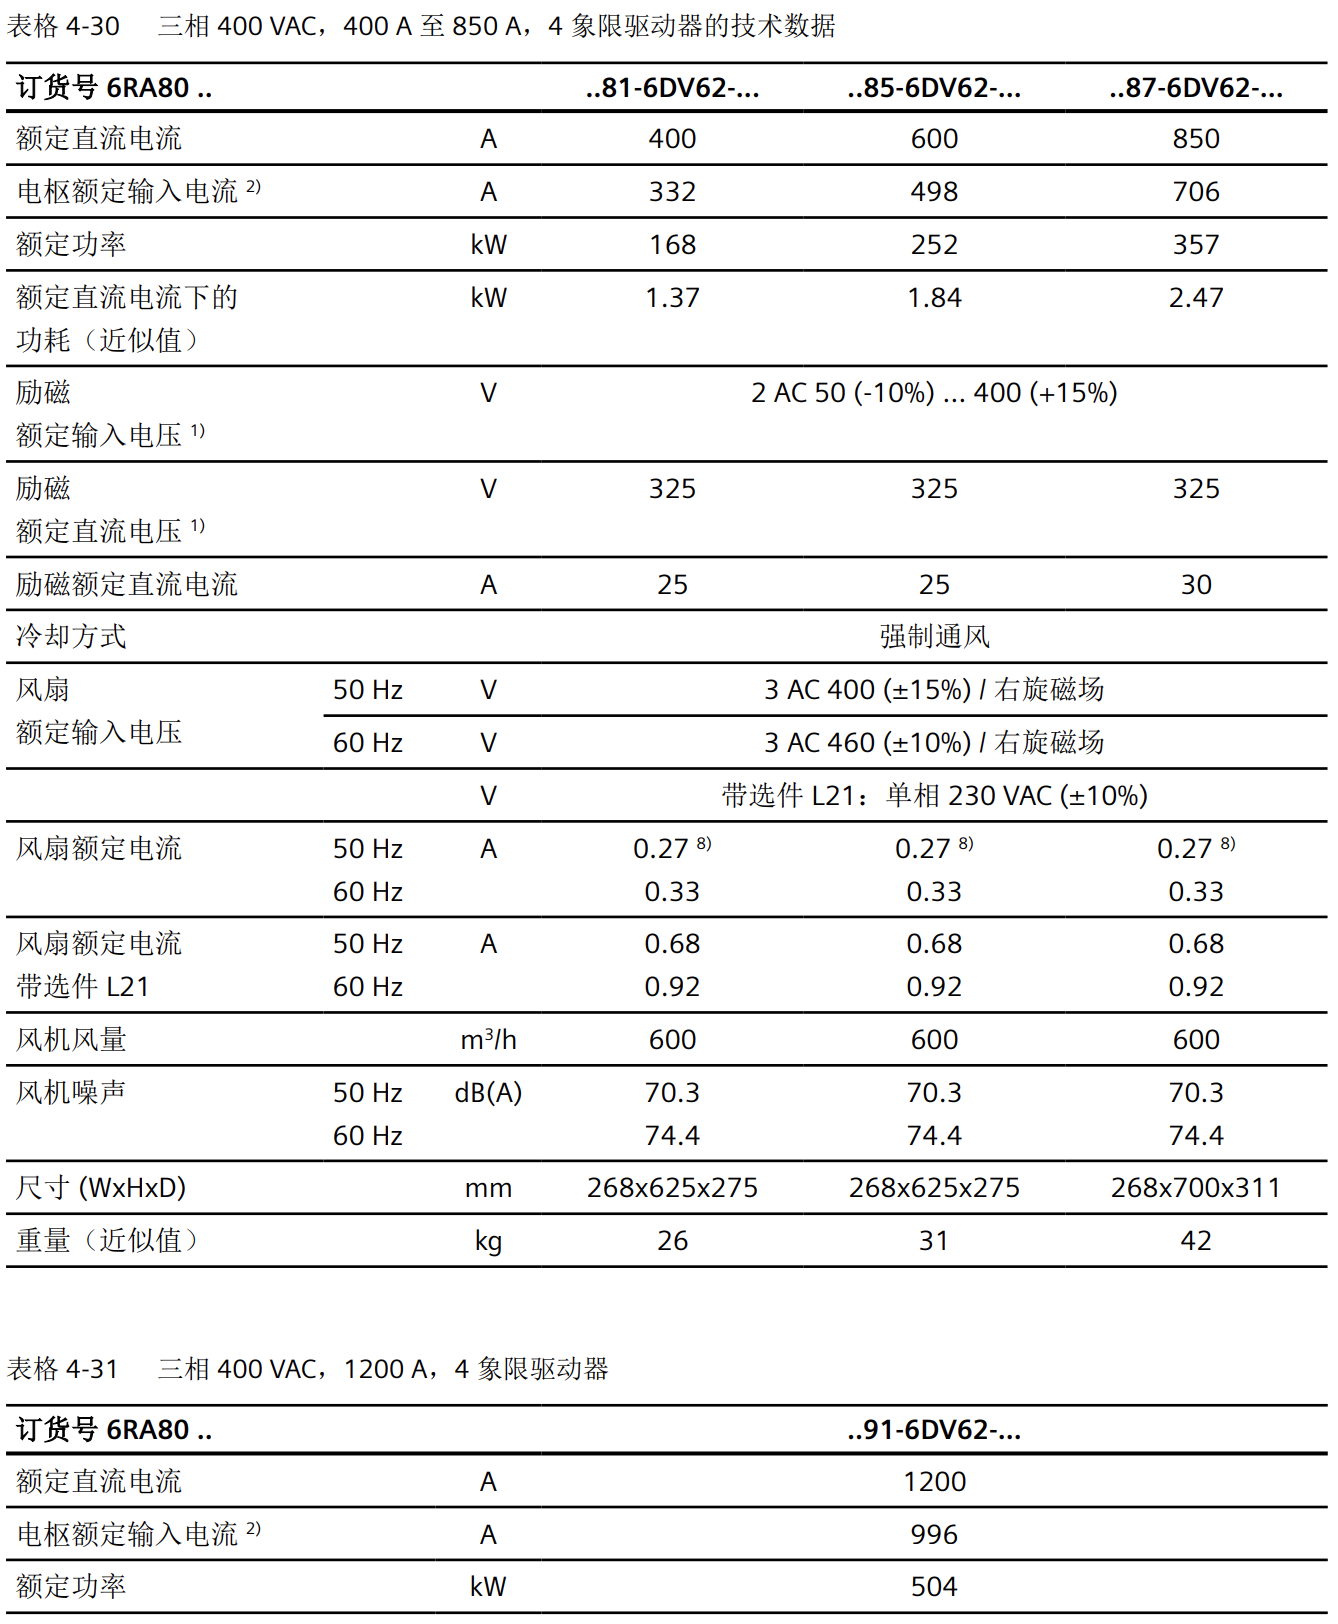 表格 4-30 三相 400 VAC，400 A 至 850 A，4 象限驱动器的技术数据
订货号 6RA80 .. ..81-6DV62-... ..85-6DV62-... ..87-6DV62-...
额定直流电流 A 400 600 850
电枢额定输入电流 2) A 332 498 706
额定功率 kW 168 252 357
额定直流电流下的 kW 1.37 1.84 2.47
功耗（近似值）
励磁 V 2 AC 50 (-10%) ... 400 (+15%)
额定输入电压 1)
励磁 V 325 325 325
额定直流电压 1)
励磁额定直流电流 A 25 25 30
冷却方式 强制通风
风扇 50 Hz V 3 AC 400 (±15%) / 右旋磁场
额定输入电压 60 Hz V 3 AC 460 (±10%) / 右旋磁场
V 带选件 L21：单相 230 VAC (±10%)
风扇额定电流 50 Hz A 0.27 8) 0.27 8) 0.27 8)
60 Hz 0.33 0.33 0.33
风扇额定电流 50 Hz A 0.68 0.68 0.68
带选件 L21 60 Hz 0.92 0.92 0.92
风机风量 m³/h 600 600 600
风机噪声 50 Hz dB(A) 70.3 70.3 70.3
60 Hz 74.4 74.4 74.4
尺寸 (WxHxD) mm 268x625x275 268x625x275 268x700x311
重量（近似值） kg 26 31 42
表格 4-31 三相 400 VAC，1200 A，4 象限驱动器
订货号 6RA80 .. ..91-6DV62-...
额定直流电流 A 1200
电枢额定输入电流 2) A 996
额定功率 kW 504